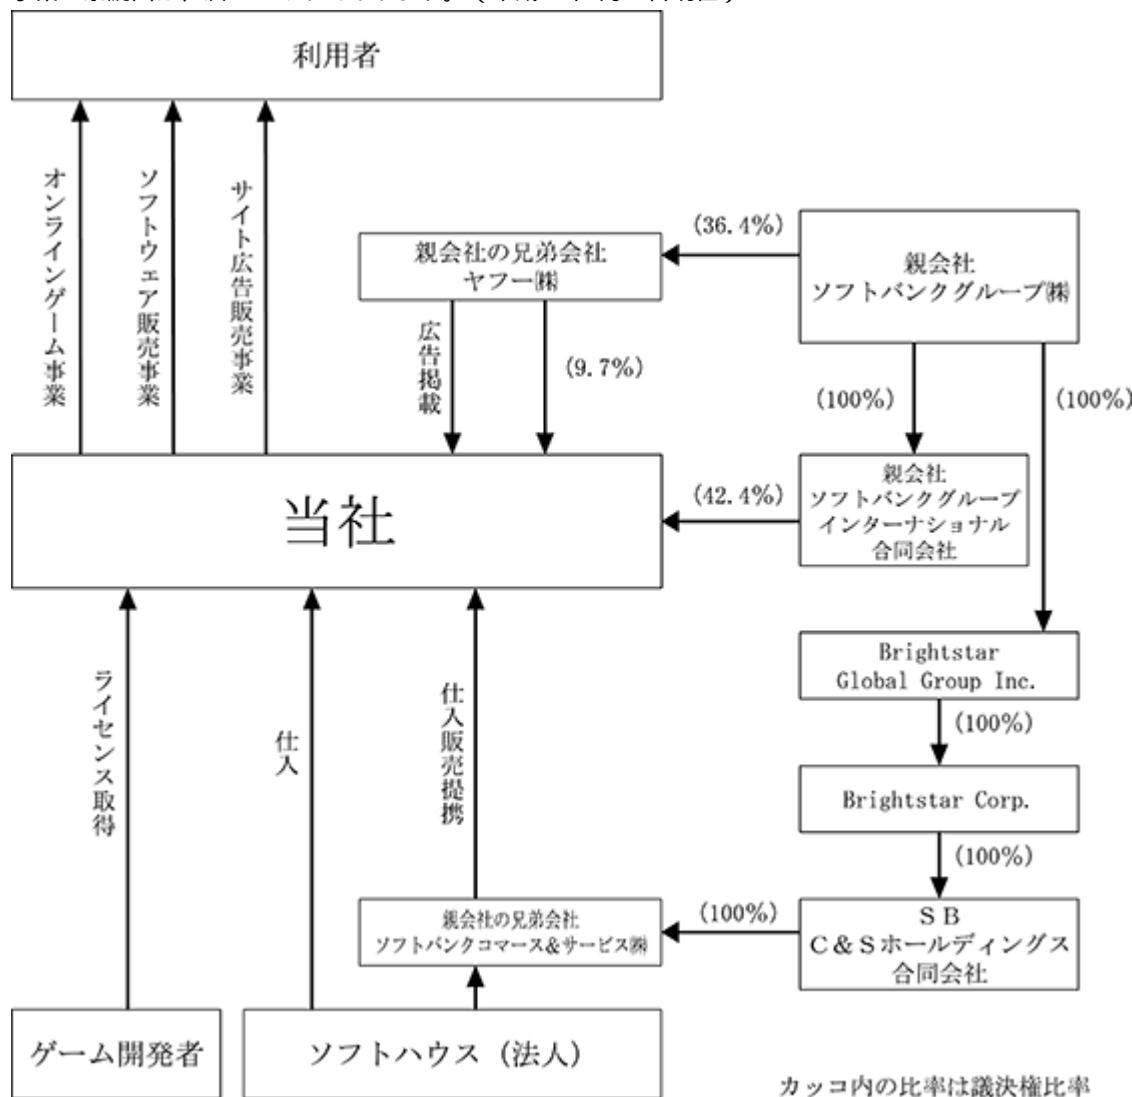 利用者
オンラインゲーム事業
ソフトウェア販売事業
サイト広告販売事業
(36.4%)
親会社の兄弟会社
ヤフー㈱
親会社
ソフトバンクグループ㈱
広告掲載
(9.7%)
(100%)
(100%)
当社
(42.4%)
親会社
ソフトバンクグループ
インターナショナル
合同会社
ライセンス取得
仕入
仕入販売提携
Brightstar
Global Group Inc.
(100%)
Brightstar Corp.
(100%)
親会社の兄弟会社
ソフトバンクコマース&サービス㈱
(100%)
ＳＢ
Ｃ＆Ｓホールディングス
合同会社
ゲーム開発者
ソフトハウス（法人）
カッコ内の比率は議決権比率